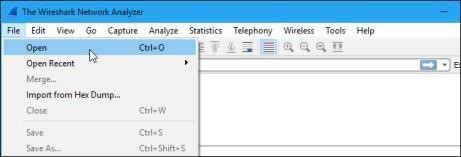 The Wireshark Network Analyzer
File Edit View Go Capture Analyze Statistics Telephony Wireless Tools Help
Open Ctrl+O
Open Recent
Merge...
Import from Hex Dump...
Close Ctrl+W
Save Ctrl+S
Save As... Ctrl+Shift+S